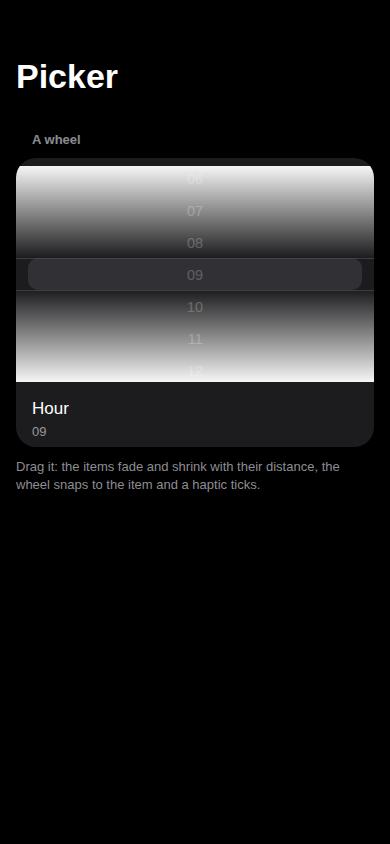 Picker
A wheel
06
07
08
09
10
11
12
Hour
09
Drag it: the items fade and shrink with their distance, the
wheel snaps to the item and a haptic ticks.